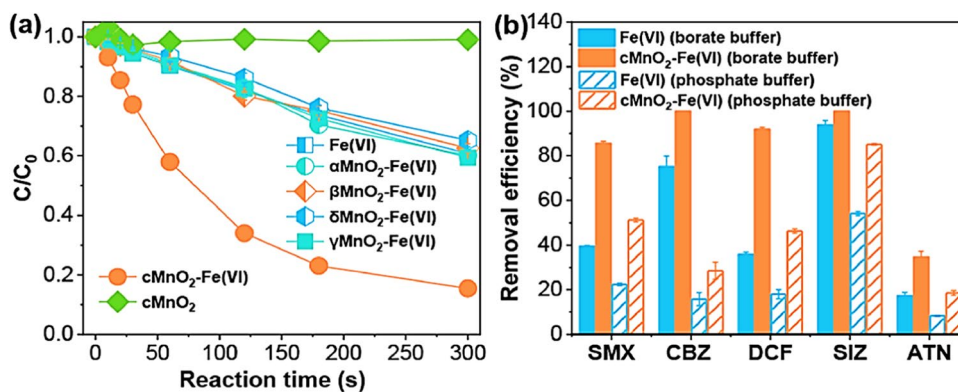 (a)
1.0
0.8
0.6
0.4
0.2
0.0
C/C₀
Fe(VI)
αMnO₂-Fe(VI)
βMnO₂-Fe(VI)
δMnO₂-Fe(VI)
γMnO₂-Fe(VI)
cMnO₂-Fe(VI)
cMnO₂
0 50 100 150 200 250 300
Reaction time (s)
(b)
140
120
100
80
60
40
20
0
Removal efficiency (%)
Fe(VI) (borate buffer)
cMnO₂-Fe(VI) (borate buffer)
Fe(VI) (phosphate buffer)
cMnO₂-Fe(VI) (phosphate buffer)
SMX CBZ DCF SIZ ATN